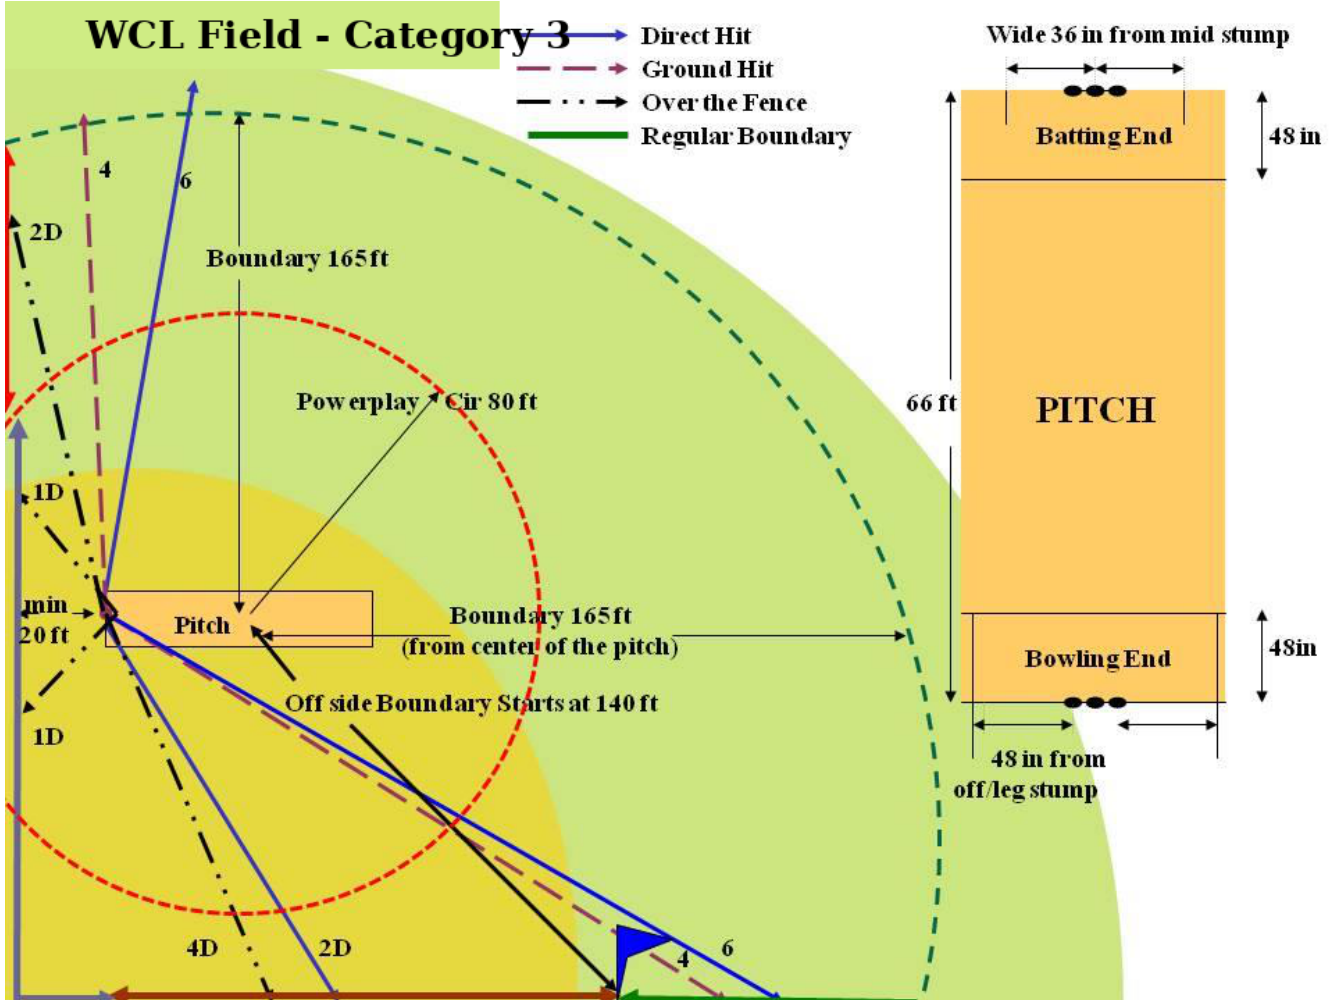 WCL Field - Category 3
Direct Hit
Ground Hit
Over the Fence
Regular Boundary
Wide 36 in from mid stump
Batting End
48 in
4
6
2D
Boundary 165 ft
Powerplay Cir 80 ft
66 ft
PITCH
1D
min
20 ft
Pitch
Boundary 165 ft
(from center of the pitch)
Off side Boundary Starts at 140 ft
Bowling End
48in
1D
48 in from
off/leg stump
4D
2D
4
6